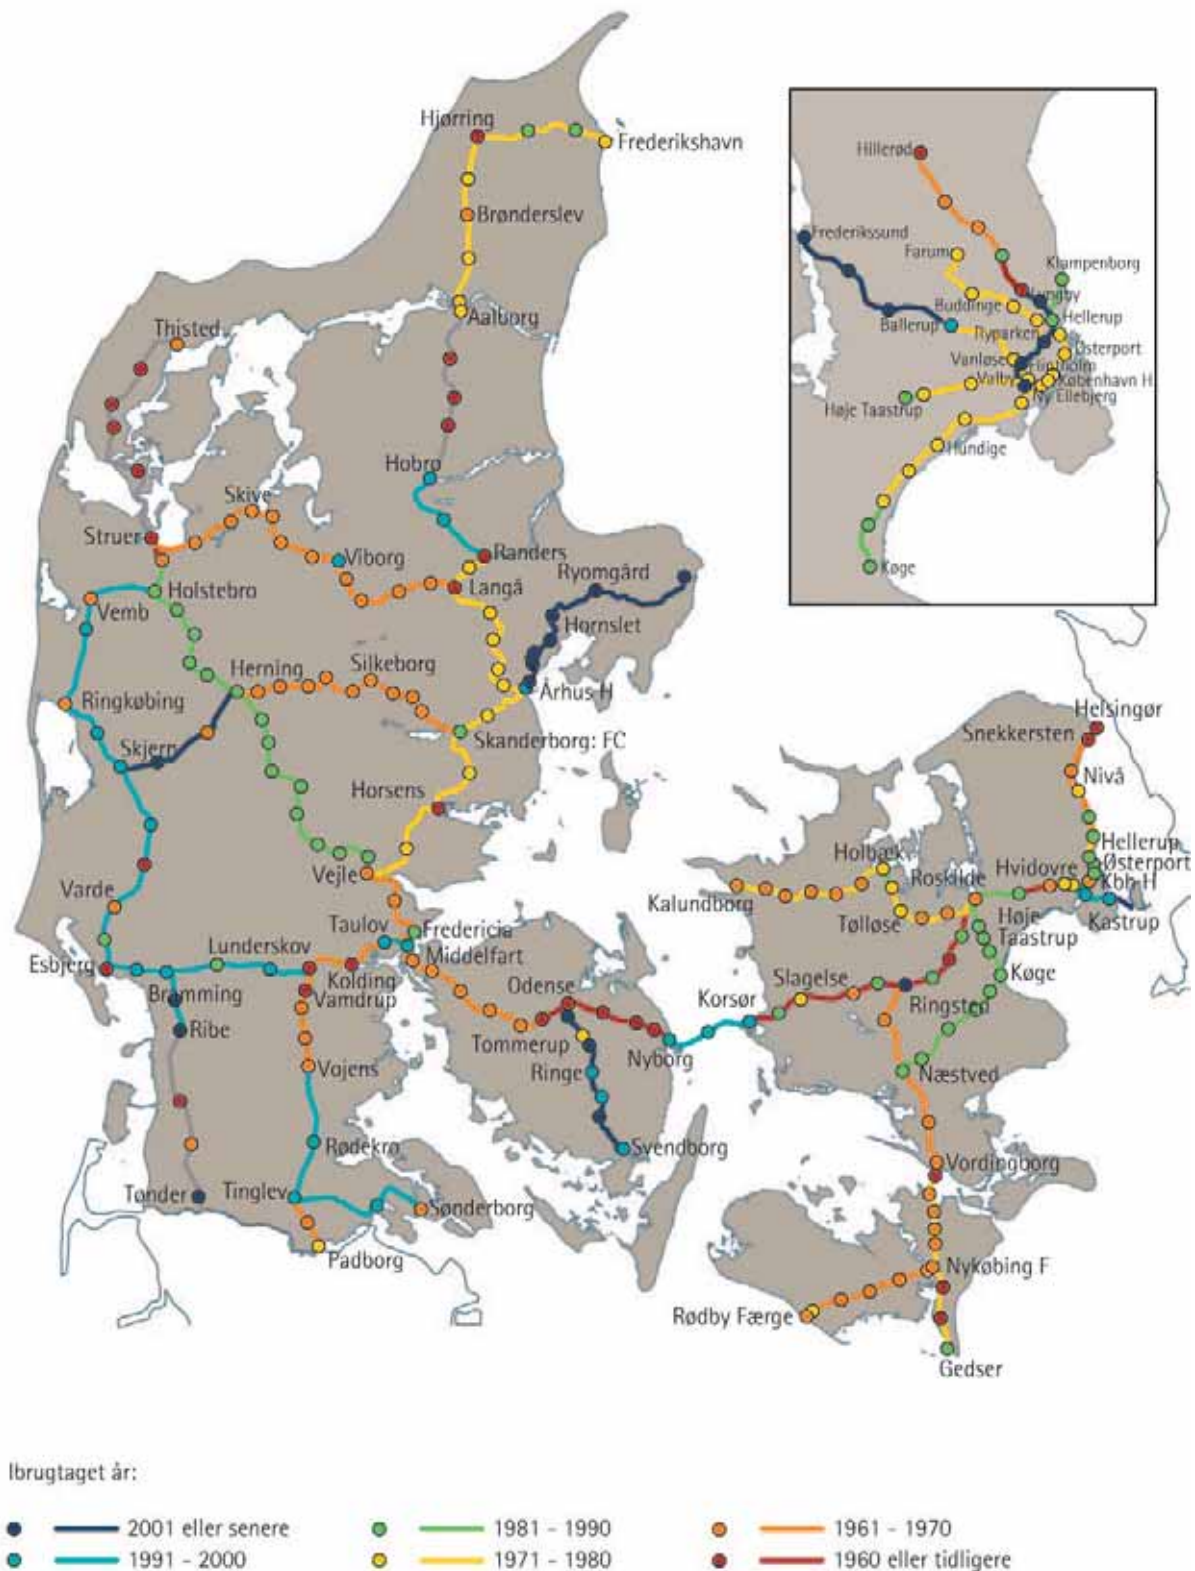 Hjørring
Frederikshavn
Brønderslev
Aalborg
Thisted
Hobro
Skive
Struer
Viborg
Randers
Ryomgård
Langå
Holstebro
Vemb
Hornslet
Herning
Silkeborg
Århus H
Ringkøbing
Skanderborg: FC
Skjern
Horsens
Varde
Vejle
Taulov
Fredericia
Lunderskov
Middelfart
Esbjerg
Kolding
Bramming
Vamdrup
Odense
Ribe
Tommerup
Nyborg
Korsør
Vojens
Ringe
Rødekro
Svendborg
Tønder
Tinglev
Sønderborg
Padborg
Hillerød
Frederikssund
Farum
Klampenborg
Lyngby
Buddinge
Hellerup
Ballerup
Ryparken
Østerport
Vanløse
Flintholm
Valby
København H
Ny Ellebjerg
Høje Taastrup
Hundige
Køge
Helsingør
Snekkersten
Nivå
Hellerup
Holbæk
Østerport
Roskilde
Hvidovre
Kbh H
Kalundborg
Kastrup
Tølløse
Høje
Taastrup
Slagelse
Køge
Ringsted
Næstved
Vordingborg
Nykøbing F
Rødby Færge
Gedser
Ibrugtaget år:
2001 eller senere
1981 - 1990
1961 - 1970
1991 - 2000
1971 - 1980
1960 eller tidligere